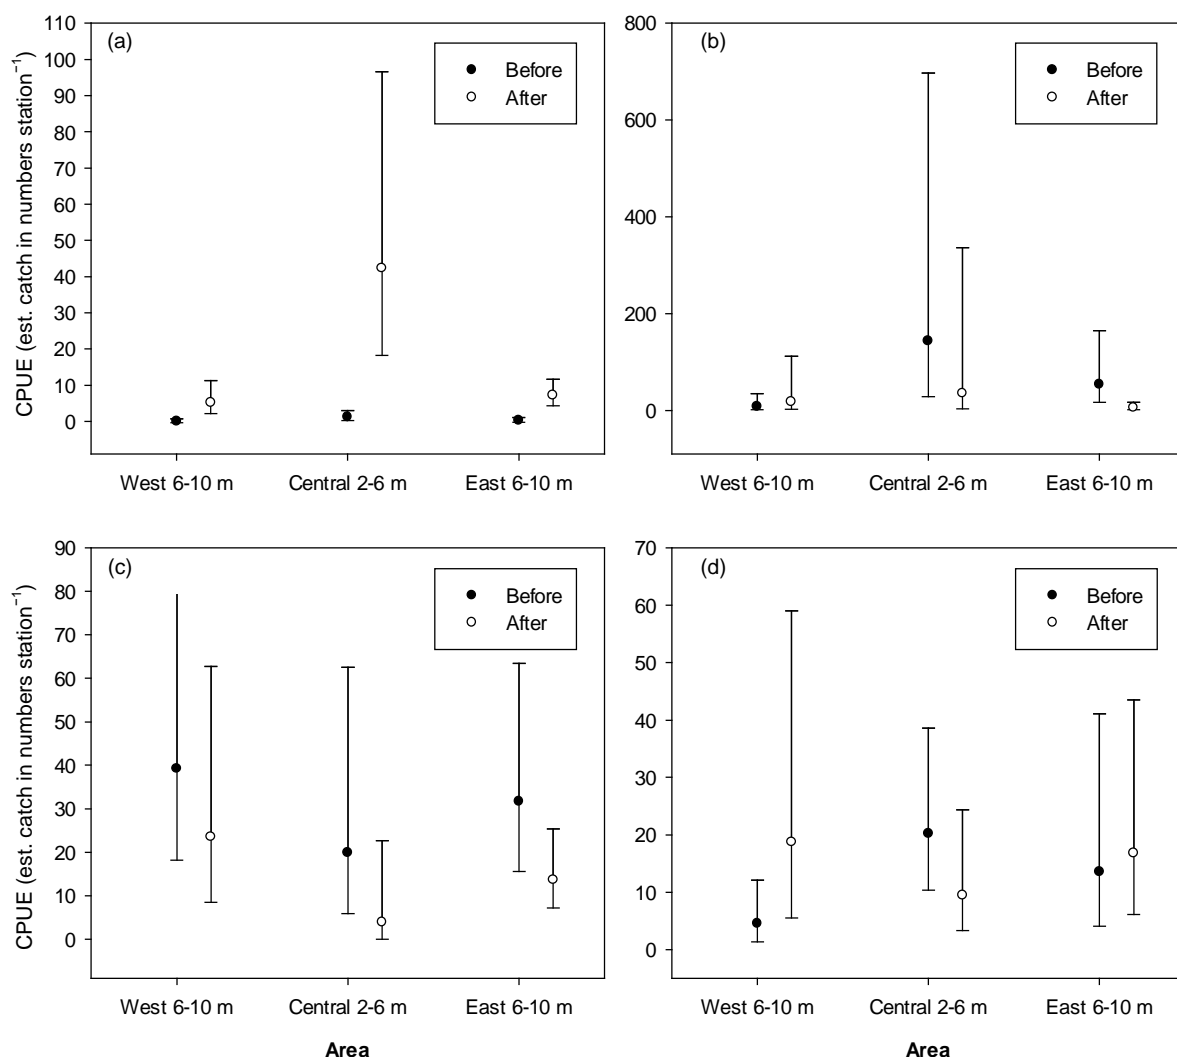 (a)
Before
After
CPUE (est. catch in numbers station⁻¹)
110
100
90
80
70
60
50
40
30
20
10
0
West 6-10 m Central 2-6 m East 6-10 m
(b)
Before
After
800
600
400
200
0
West 6-10 m Central 2-6 m East 6-10 m
(c)
Before
After
CPUE (est. catch in numbers station⁻¹)
90
80
70
60
50
40
30
20
10
0
West 6-10 m Central 2-6 m East 6-10 m
Area
(d)
Before
After
70
60
50
40
30
20
10
0
West 6-10 m Central 2-6 m East 6-10 m
Area